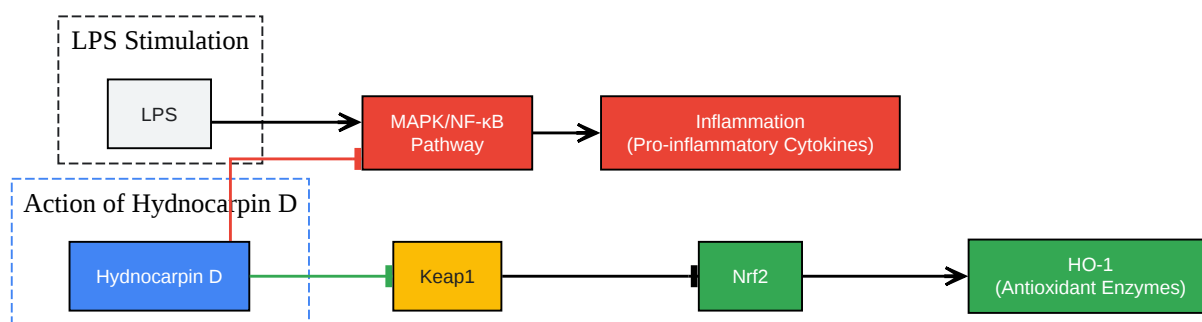 LPS Stimulation
LPS
MAPK/NF-κB
Pathway
Inflammation
(Pro-inflammatory Cytokines)
Action of Hydnocarpin D
Hydnocarpin D
Keap1
Nrf2
HO-1
(Antioxidant Enzymes)